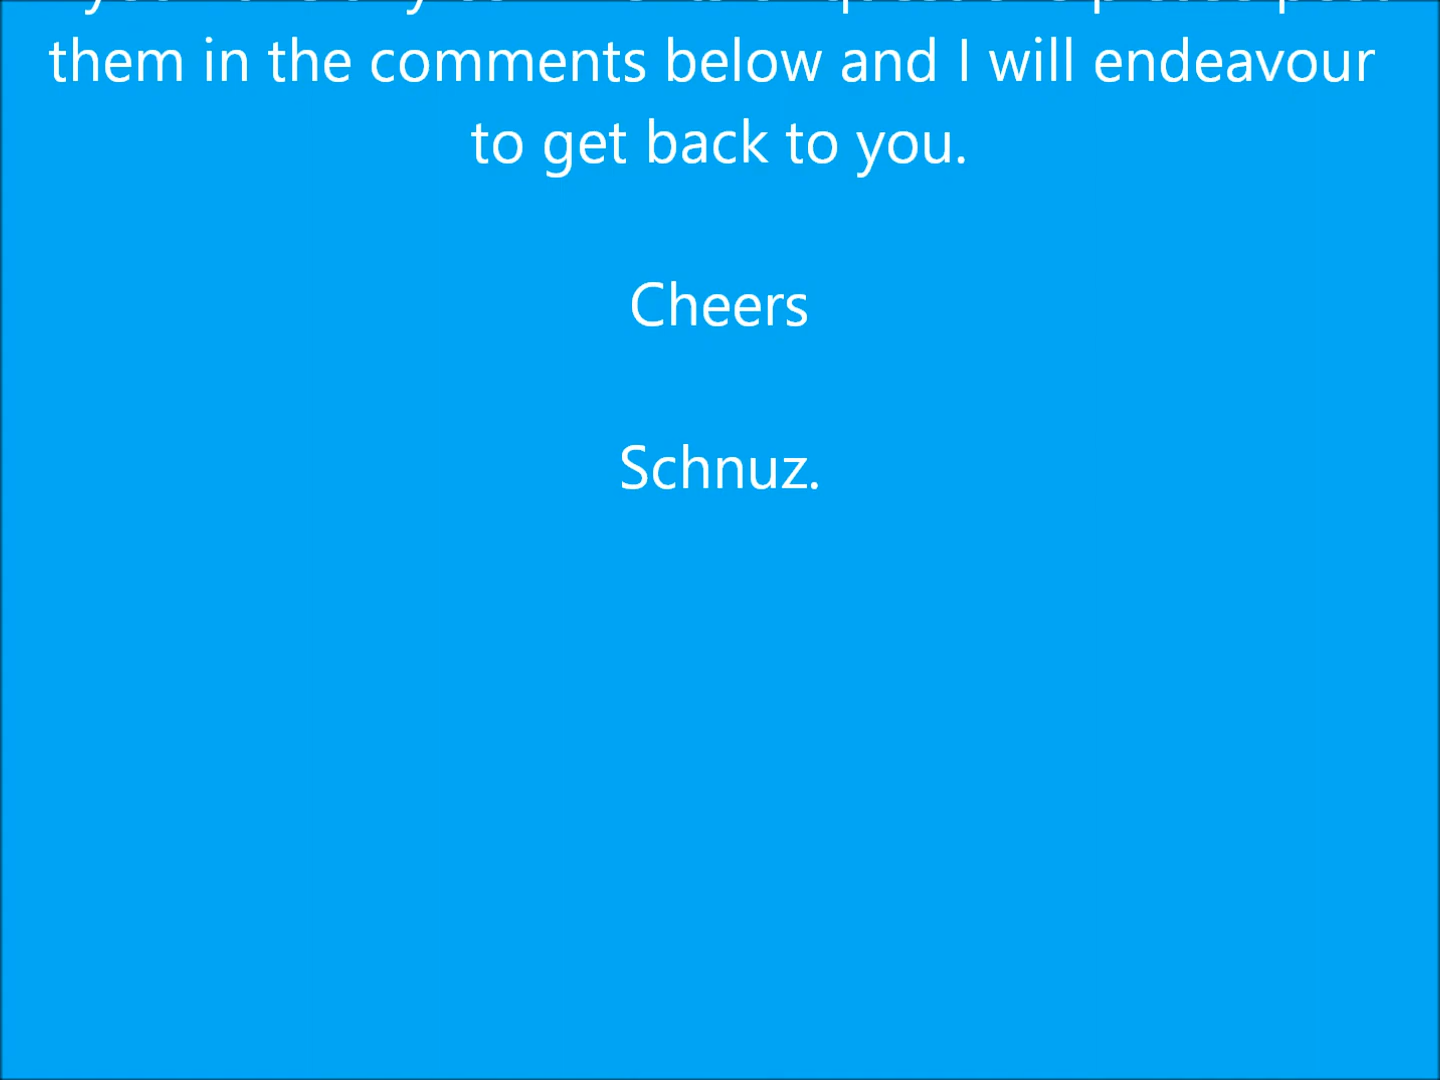 them in the comments below and I will endeavour
to get back to you.
Cheers
Schnuz.